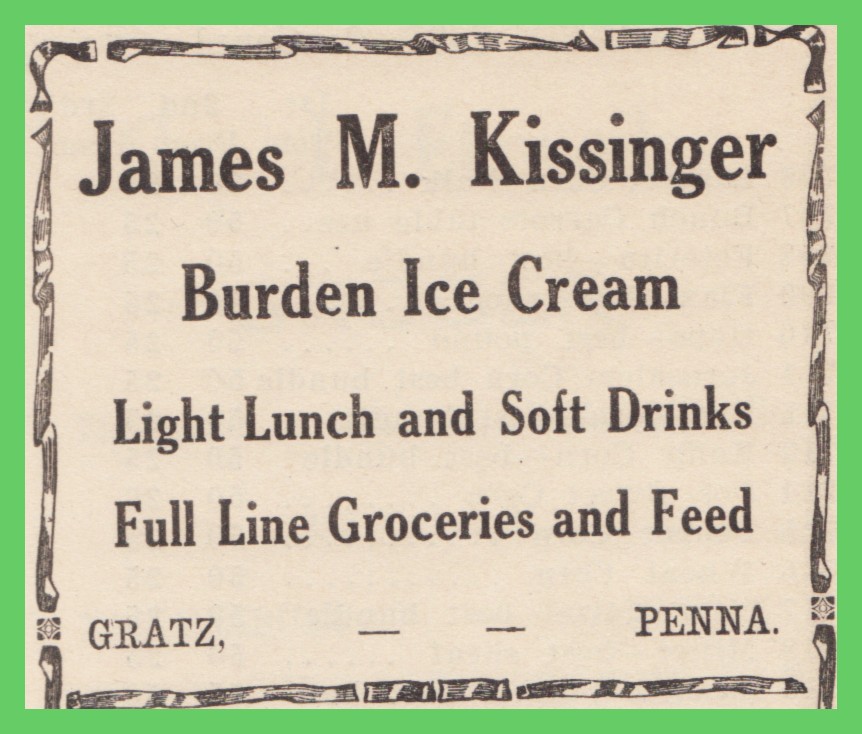 James M. Kissinger
Burden Ice Cream
Light Lunch and Soft Drinks
Full Line Groceries and Feed
GRATZ, — — PENNA.